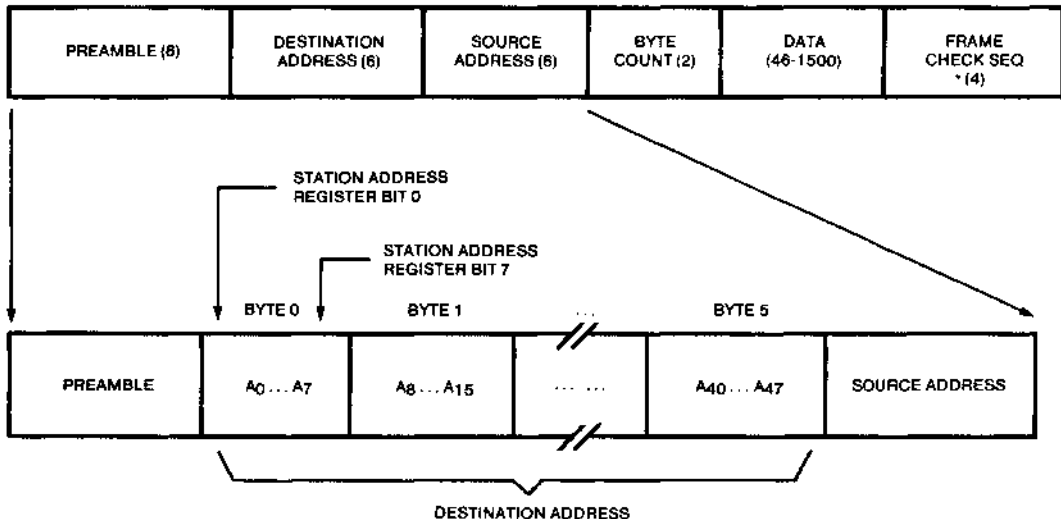 PREAMBLE (8)
DESTINATION
ADDRESS (6)
SOURCE
ADDRESS (6)
BYTE
COUNT (2)
DATA
(46-1500)
FRAME
CHECK SEQ
* (4)
STATION ADDRESS
REGISTER BIT 0
STATION ADDRESS
REGISTER BIT 7
BYTE 0
BYTE 1
...
BYTE 5
PREAMBLE
A0 ... A7
A8 ... A15
... ...
A40 ... A47
SOURCE ADDRESS
DESTINATION ADDRESS